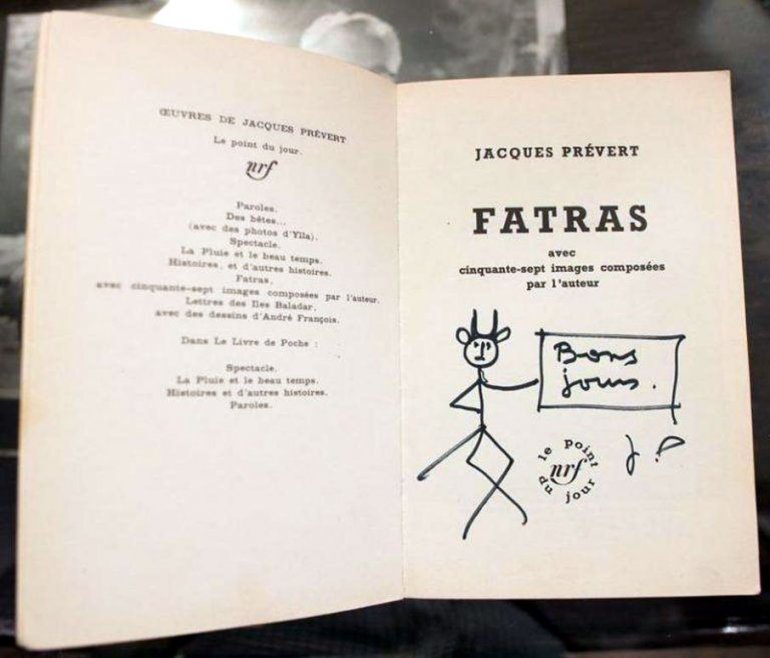 ŒUVRES DE JACQUES PRÉVERT
Le point du jour.
nrf
Paroles.
Des bêtes...
(avec des photos d'Ylla).
Spectacle.
La Pluie et le beau temps.
Histoires, et d'autres histoires.
Fatras,
avec cinquante-sept images composées par l'auteur.
Lettres des Iles Baladar,
avec des dessins d'André François.
Dans Le Livre de Poche :
Spectacle.
La Pluie et le beau temps.
Histoires et d'autres histoires.
Paroles.
JACQUES PRÉVERT
FATRAS
avec
cinquante-sept images composées
par l'auteur
Bons
jours.
J.P
le point
nrf
du jour